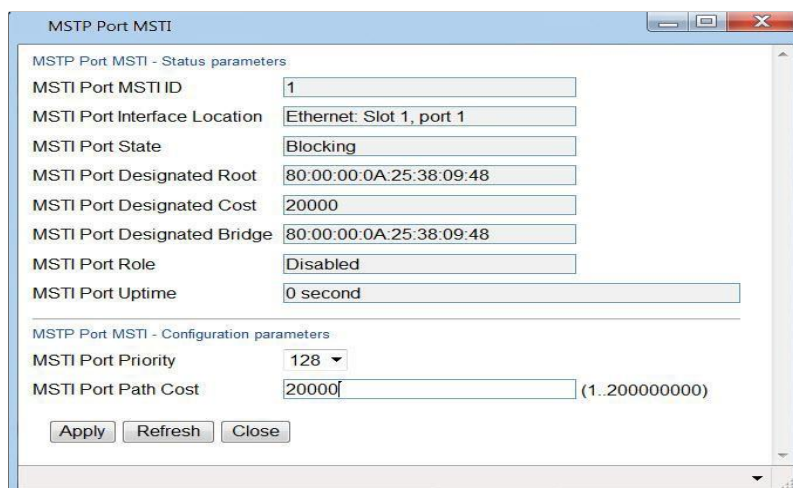 MSTP Port MSTI
MSTP Port MSTI - Status parameters
MSTI Port MSTI ID 1
MSTI Port Interface Location Ethernet: Slot 1, port 1
MSTI Port State Blocking
MSTI Port Designated Root 80:00:00:0A:25:38:09:48
MSTI Port Designated Cost 20000
MSTI Port Designated Bridge 80:00:00:0A:25:38:09:48
MSTI Port Role Disabled
MSTI Port Uptime 0 second
MSTP Port MSTI - Configuration parameters
MSTI Port Priority 128
MSTI Port Path Cost 20000 (1..200000000)
Apply Refresh Close